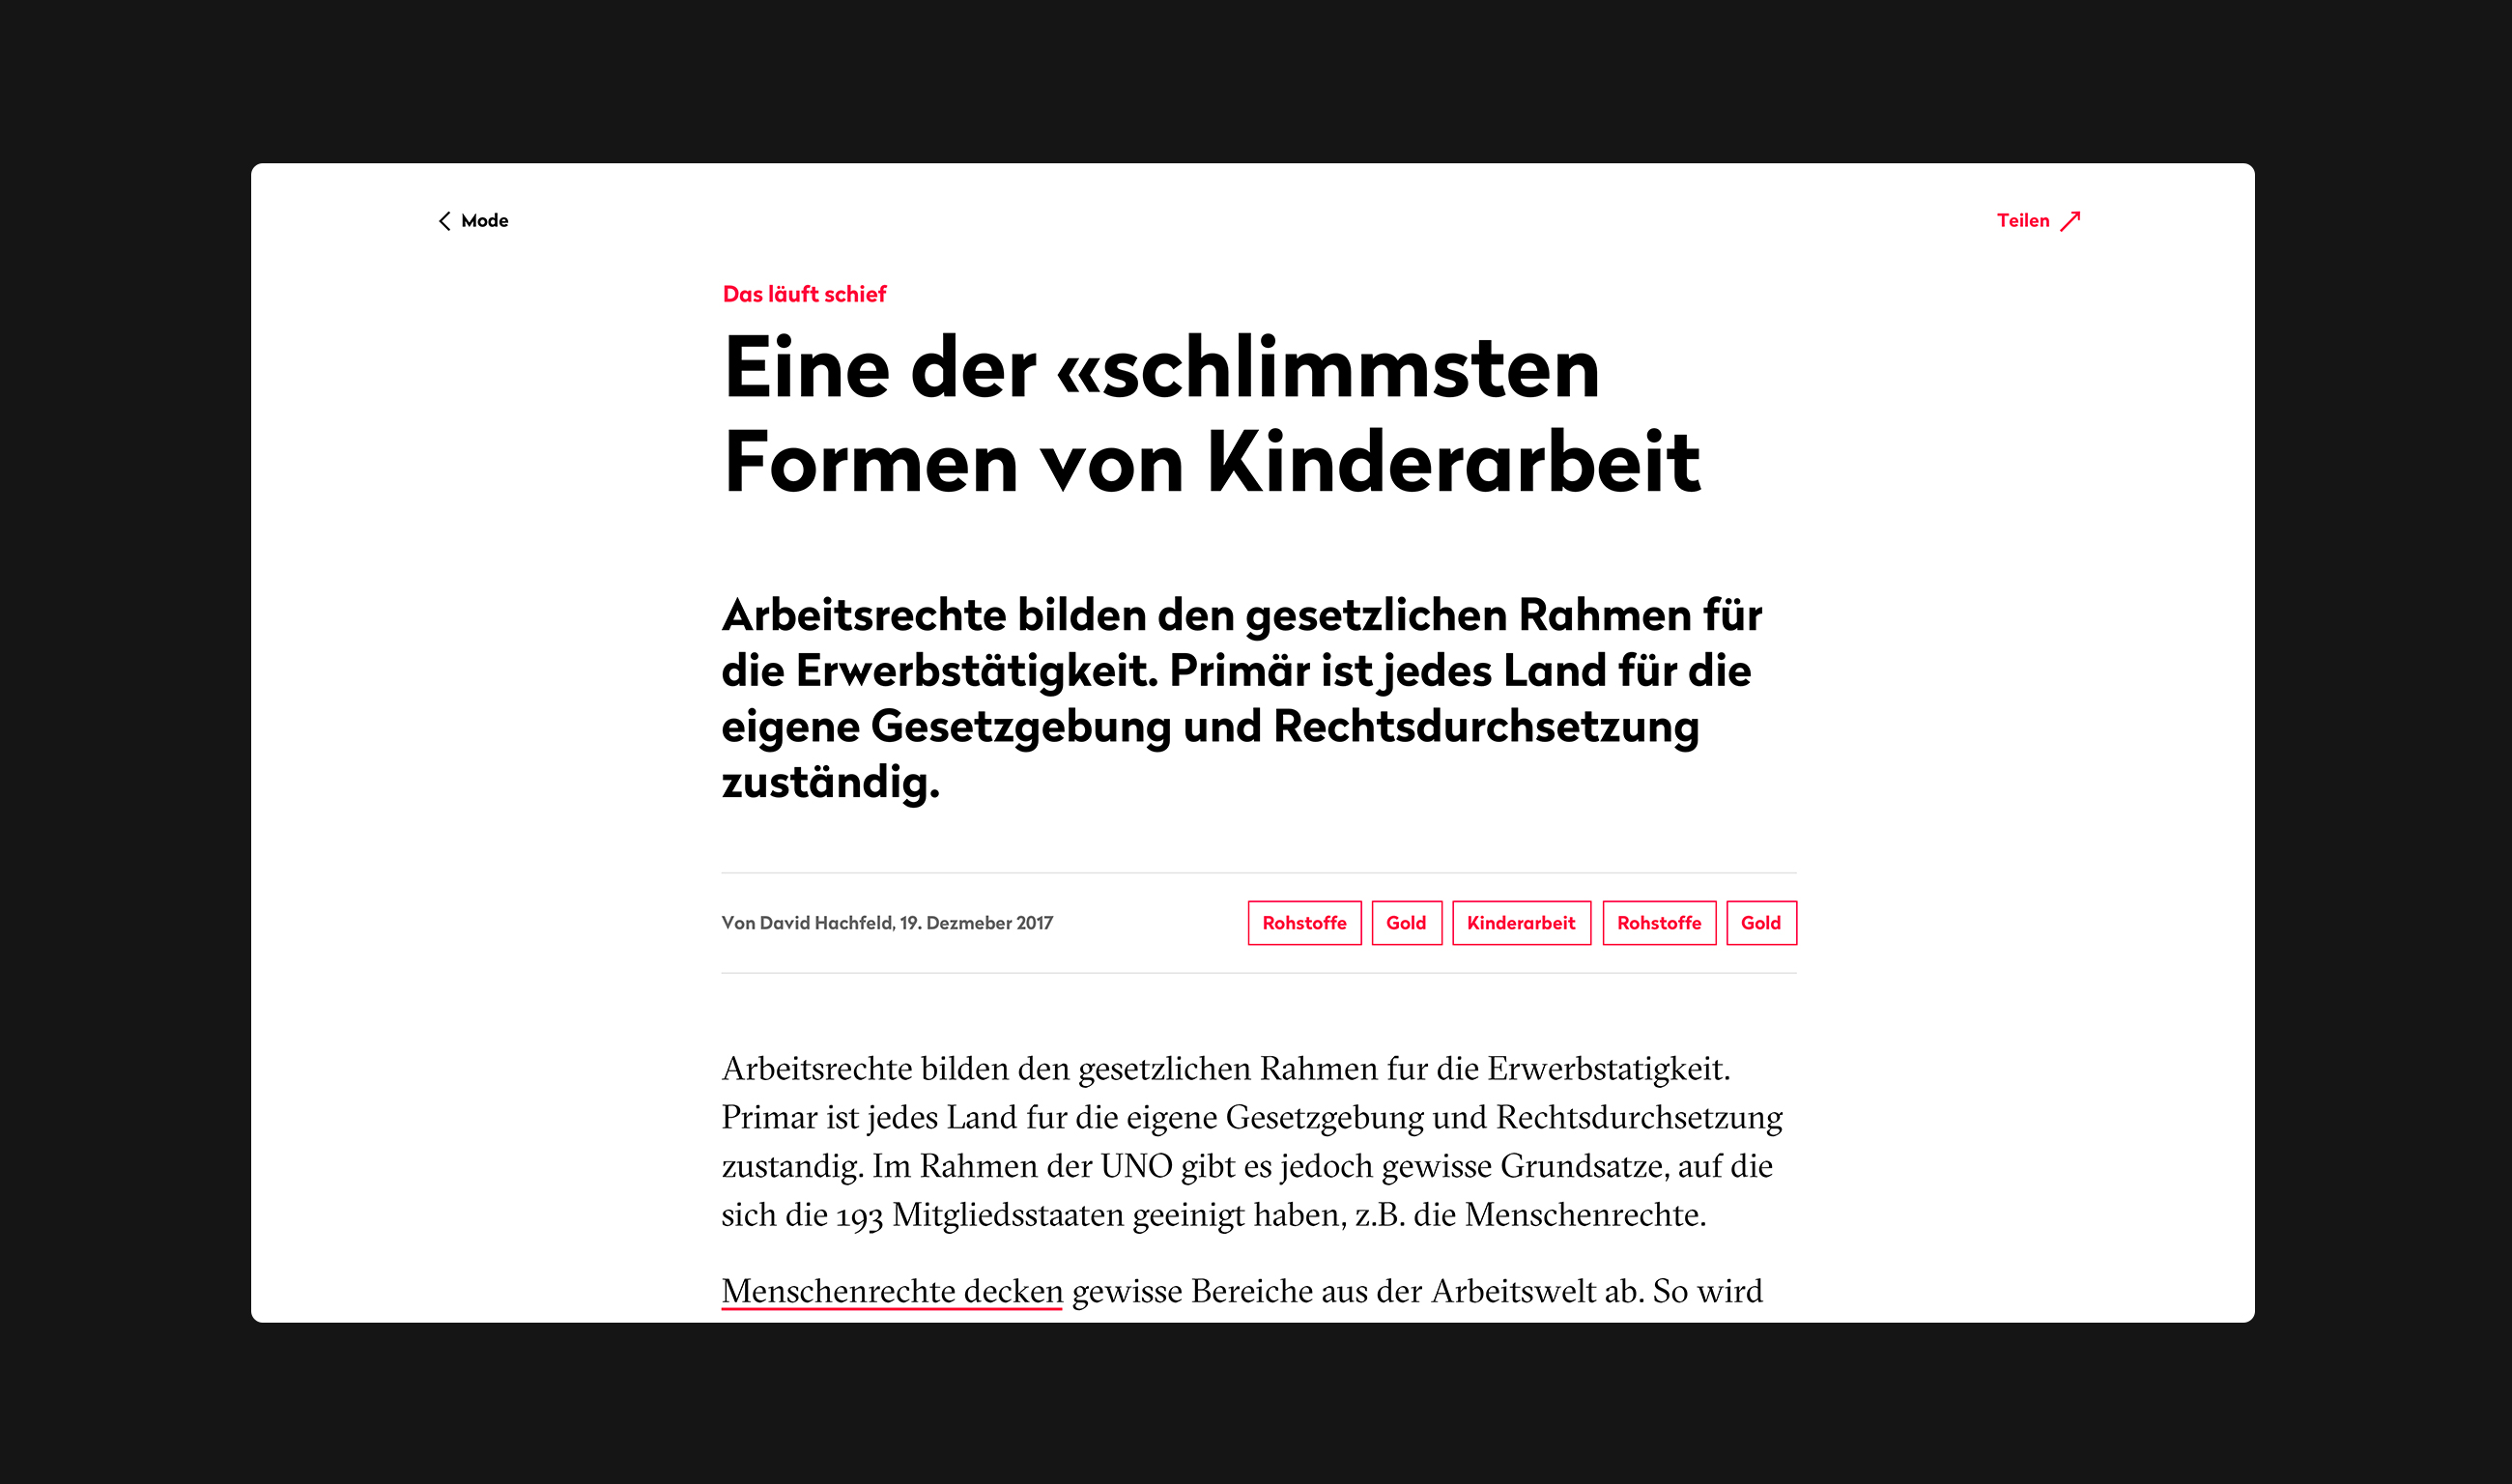 Mode
Teilen
Das läuft schief
Eine der «schlimmsten
Formen von Kinderarbeit
Arbeitsrechte bilden den gesetzlichen Rahmen für
die Erwerbstätigkeit. Primär ist jedes Land für die
eigene Gesetzgebung und Rechtsdurchsetzung
zuständig.
Von David Hachfeld, 19. Dezmeber 2017
Rohstoffe Gold Kinderarbeit Rohstoffe Gold
Arbeitsrechte bilden den gesetzlichen Rahmen fur die Erwerbstatigkeit.
Primar ist jedes Land fur die eigene Gesetzgebung und Rechtsdurchsetzung
zustandig. Im Rahmen der UNO gibt es jedoch gewisse Grundsatze, auf die
sich die 193 Mitgliedsstaaten geeinigt haben, z.B. die Menschenrechte.
Menschenrechte decken gewisse Bereiche aus der Arbeitswelt ab. So wird